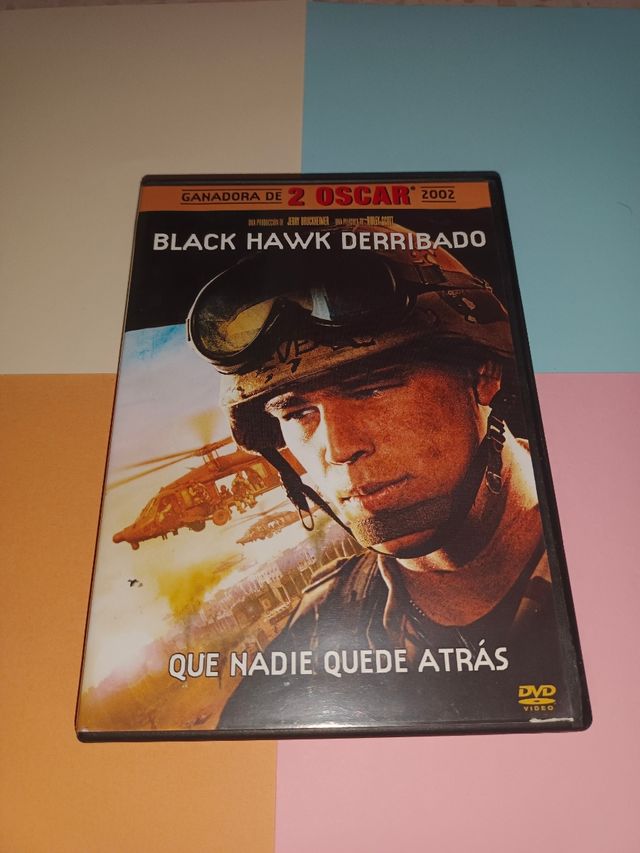 GANADORA DE 2 OSCAR® 2002
UNA PRODUCCIÓN DE JERRY BRUCKHEIMER UNA PELÍCULA DE RIDLEY SCOTT
BLACK HAWK DERRIBADO
QUE NADIE QUEDE ATRÁS
DVD
VIDEO